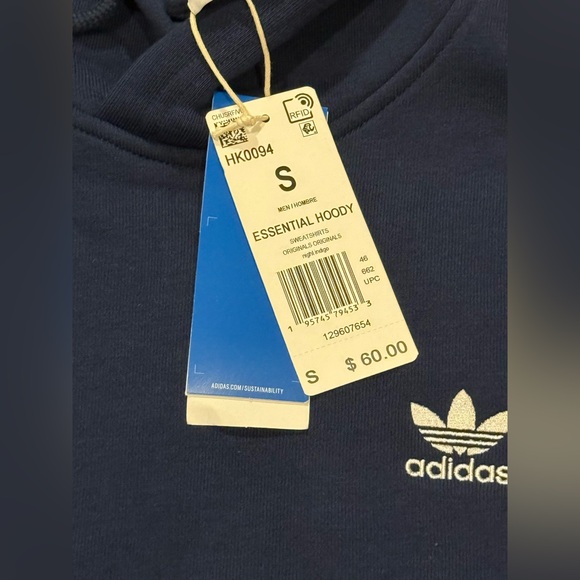 RFID
HK0094
S
MEN / HOMBRE
ESSENTIAL HOODY
SWEATSHIRTS
ORIGINALS ORIGINALS
night indigo
46
662
UPC
1 95745 79453 3
129607654
S $ 60.00
ADIDAS.COM/SUSTAINABILITY
adidas